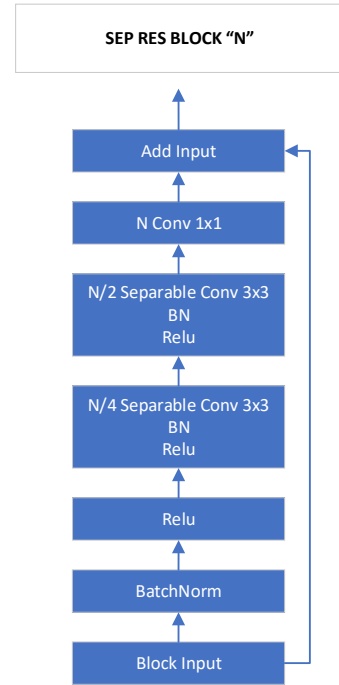 SEP RES BLOCK “N”
Add Input
N Conv 1x1
N/2 Separable Conv 3x3
BN
Relu
N/4 Separable Conv 3x3
BN
Relu
Relu
BatchNorm
Block Input